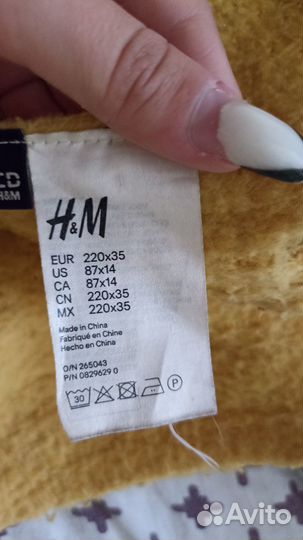 ED
H&M
H&M
EUR 220x35
US 87x14
CA 87x14
CN 220x35
MX 220x35
Made in China
Fabriqué en Chine
Hecho en China
O/N 265043
P/N 0829629 0
30 P
Avito